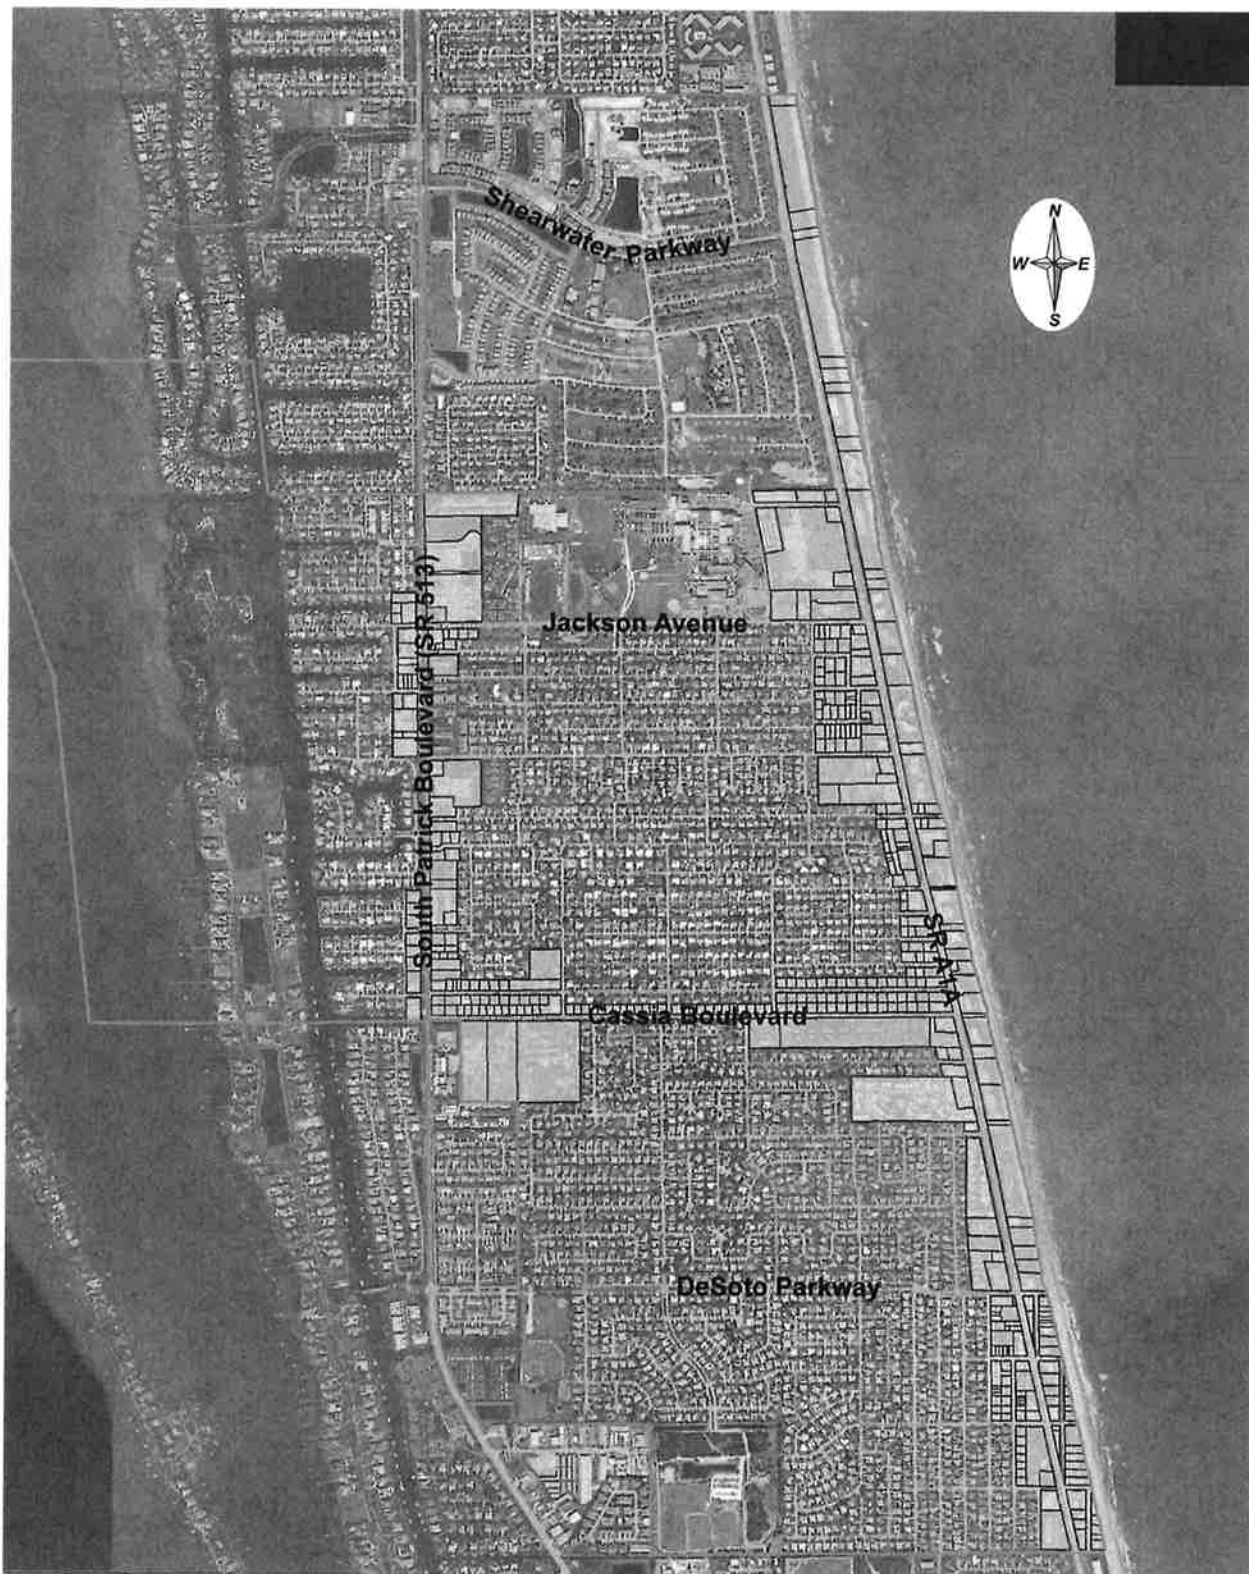 Shearwater Parkway
N
W E
S
South Patrick Boulevard (SR 513)
Jackson Avenue
SR A1A
Cassia Boulevard
DeSoto Parkway